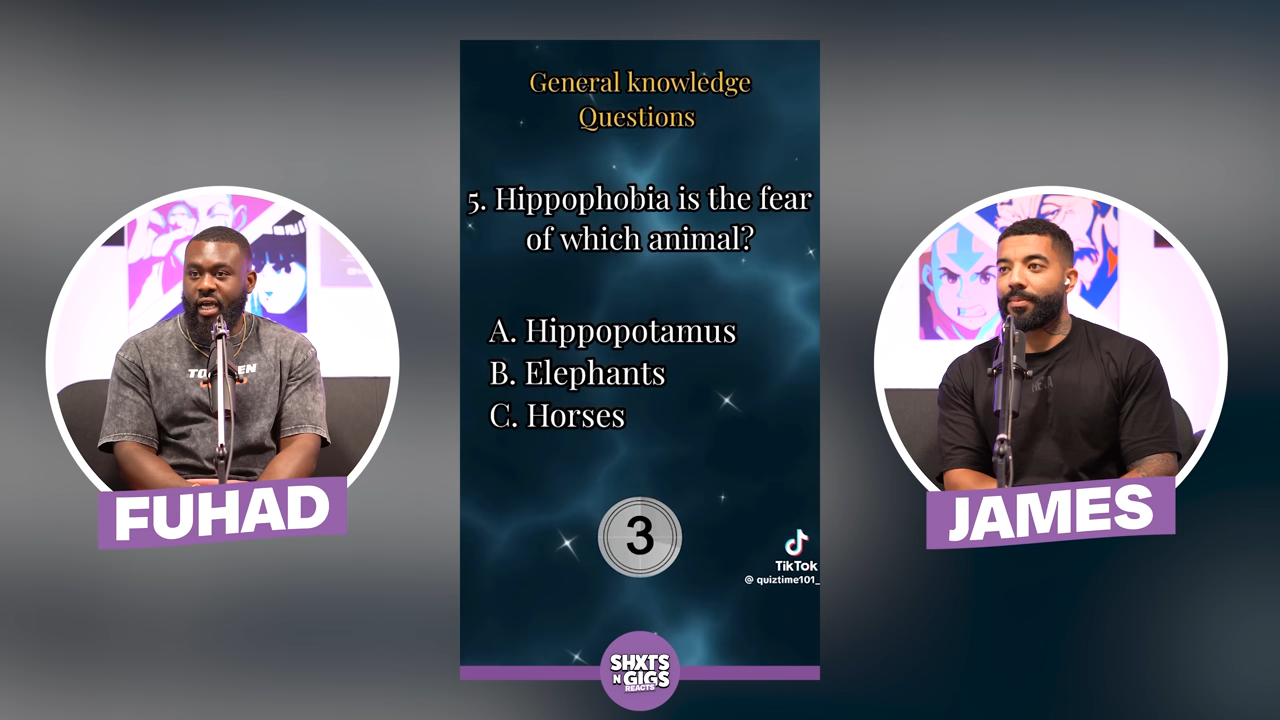 General knowledge
Questions
5. Hippophobia is the fear
of which animal?
A. Hippopotamus
B. Elephants
C. Horses
3
TikTok
@ quiztime101_
FUHAD
JAMES
SHXTS
N GIGS
REACTS